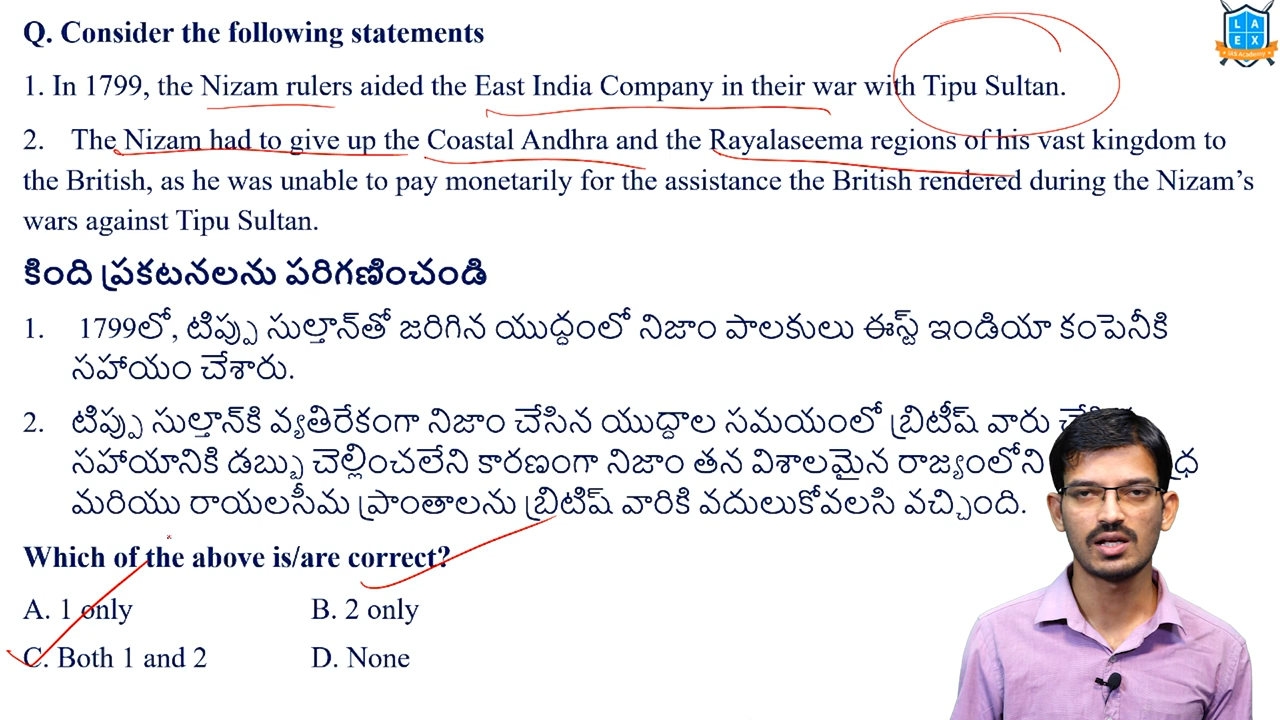 Q. Consider the following statements
L A
E X
IAS Academy
1. In 1799, the Nizam rulers aided the East India Company in their war with Tipu Sultan.
2. The Nizam had to give up the Coastal Andhra and the Rayalaseema regions of his vast kingdom to
the British, as he was unable to pay monetarily for the assistance the British rendered during the Nizam’s
wars against Tipu Sultan.
కింది ప్రకటనలను పరిగణించండి
1. 1799లో, టిప్పు సుల్తాన్‌తో జరిగిన యుద్ధంలో నిజాం పాలకులు ఈస్ట్ ఇండియా కంపెనీకి
సహాయం చేశారు.
2. టిప్పు సుల్తాన్‌కి వ్యతిరేకంగా నిజాం చేసిన యుద్ధాల సమయంలో బ్రిటీష్ వారు
సహాయానికి డబ్బు చెల్లించలేని కారణంగా నిజాం తన విశాలమైన రాజ్యంలోని
మరియు రాయలసీమ ప్రాంతాలను బ్రిటిష్ వారికి వదులుకోవలసి వచ్చింది.
Which of the above is/are correct?
A. 1 only B. 2 only
C. Both 1 and 2 D. None